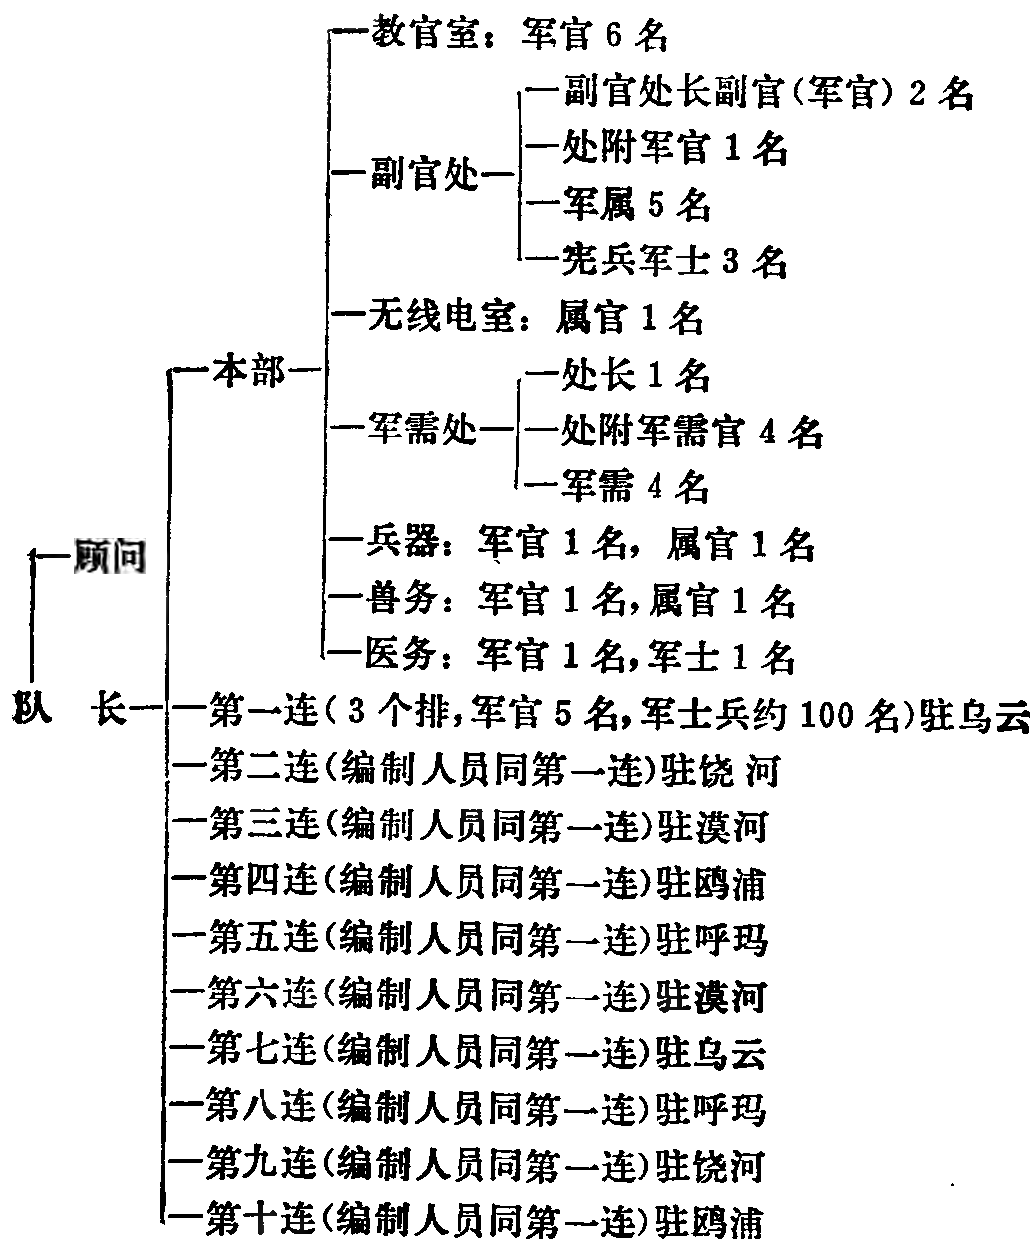 教官室：军官6名
副官处长副官（军官）2名
处附军官1名
副官处
军属5名
宪兵军士3名
无线电室：属官1名
本部
处长1名
军需处
处附军需官4名
军需4名
兵器：军官1名，属官1名
顾问
兽务：军官1名，属官1名
医务：军官1名，军士1名
队 长
第一连（3个排，军官5名，军士兵约100名）驻乌云
第二连（编制人员同第一连）驻饶河
第三连（编制人员同第一连）驻漠河
第四连（编制人员同第一连）驻鸥浦
第五连（编制人员同第一连）驻呼玛
第六连（编制人员同第一连）驻漠河
第七连（编制人员同第一连）驻乌云
第八连（编制人员同第一连）驻呼玛
第九连（编制人员同第一连）驻饶河
第十连（编制人员同第一连）驻鸥浦